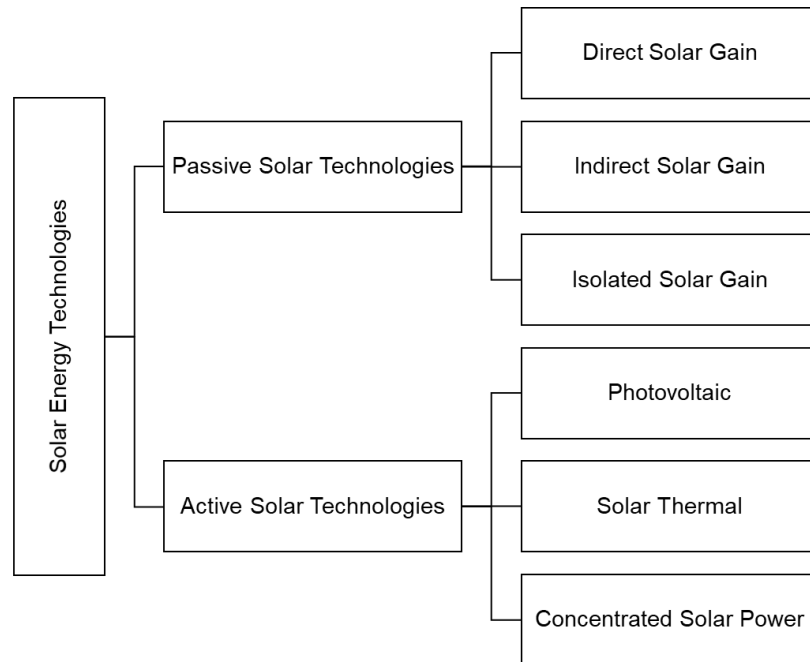 Solar Energy Technologies
Passive Solar Technologies
Direct Solar Gain
Indirect Solar Gain
Isolated Solar Gain
Active Solar Technologies
Photovoltaic
Solar Thermal
Concentrated Solar Power